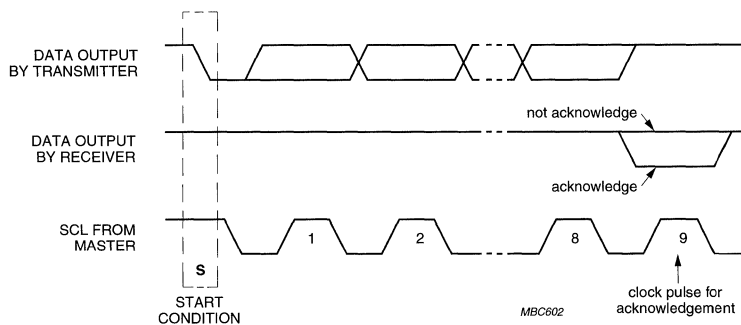 DATA OUTPUT
BY TRANSMITTER
not acknowledge
DATA OUTPUT
BY RECEIVER
acknowledge
SCL FROM
MASTER
1
2
8
9
S
START
CONDITION
MBC602
clock pulse for
acknowledgement